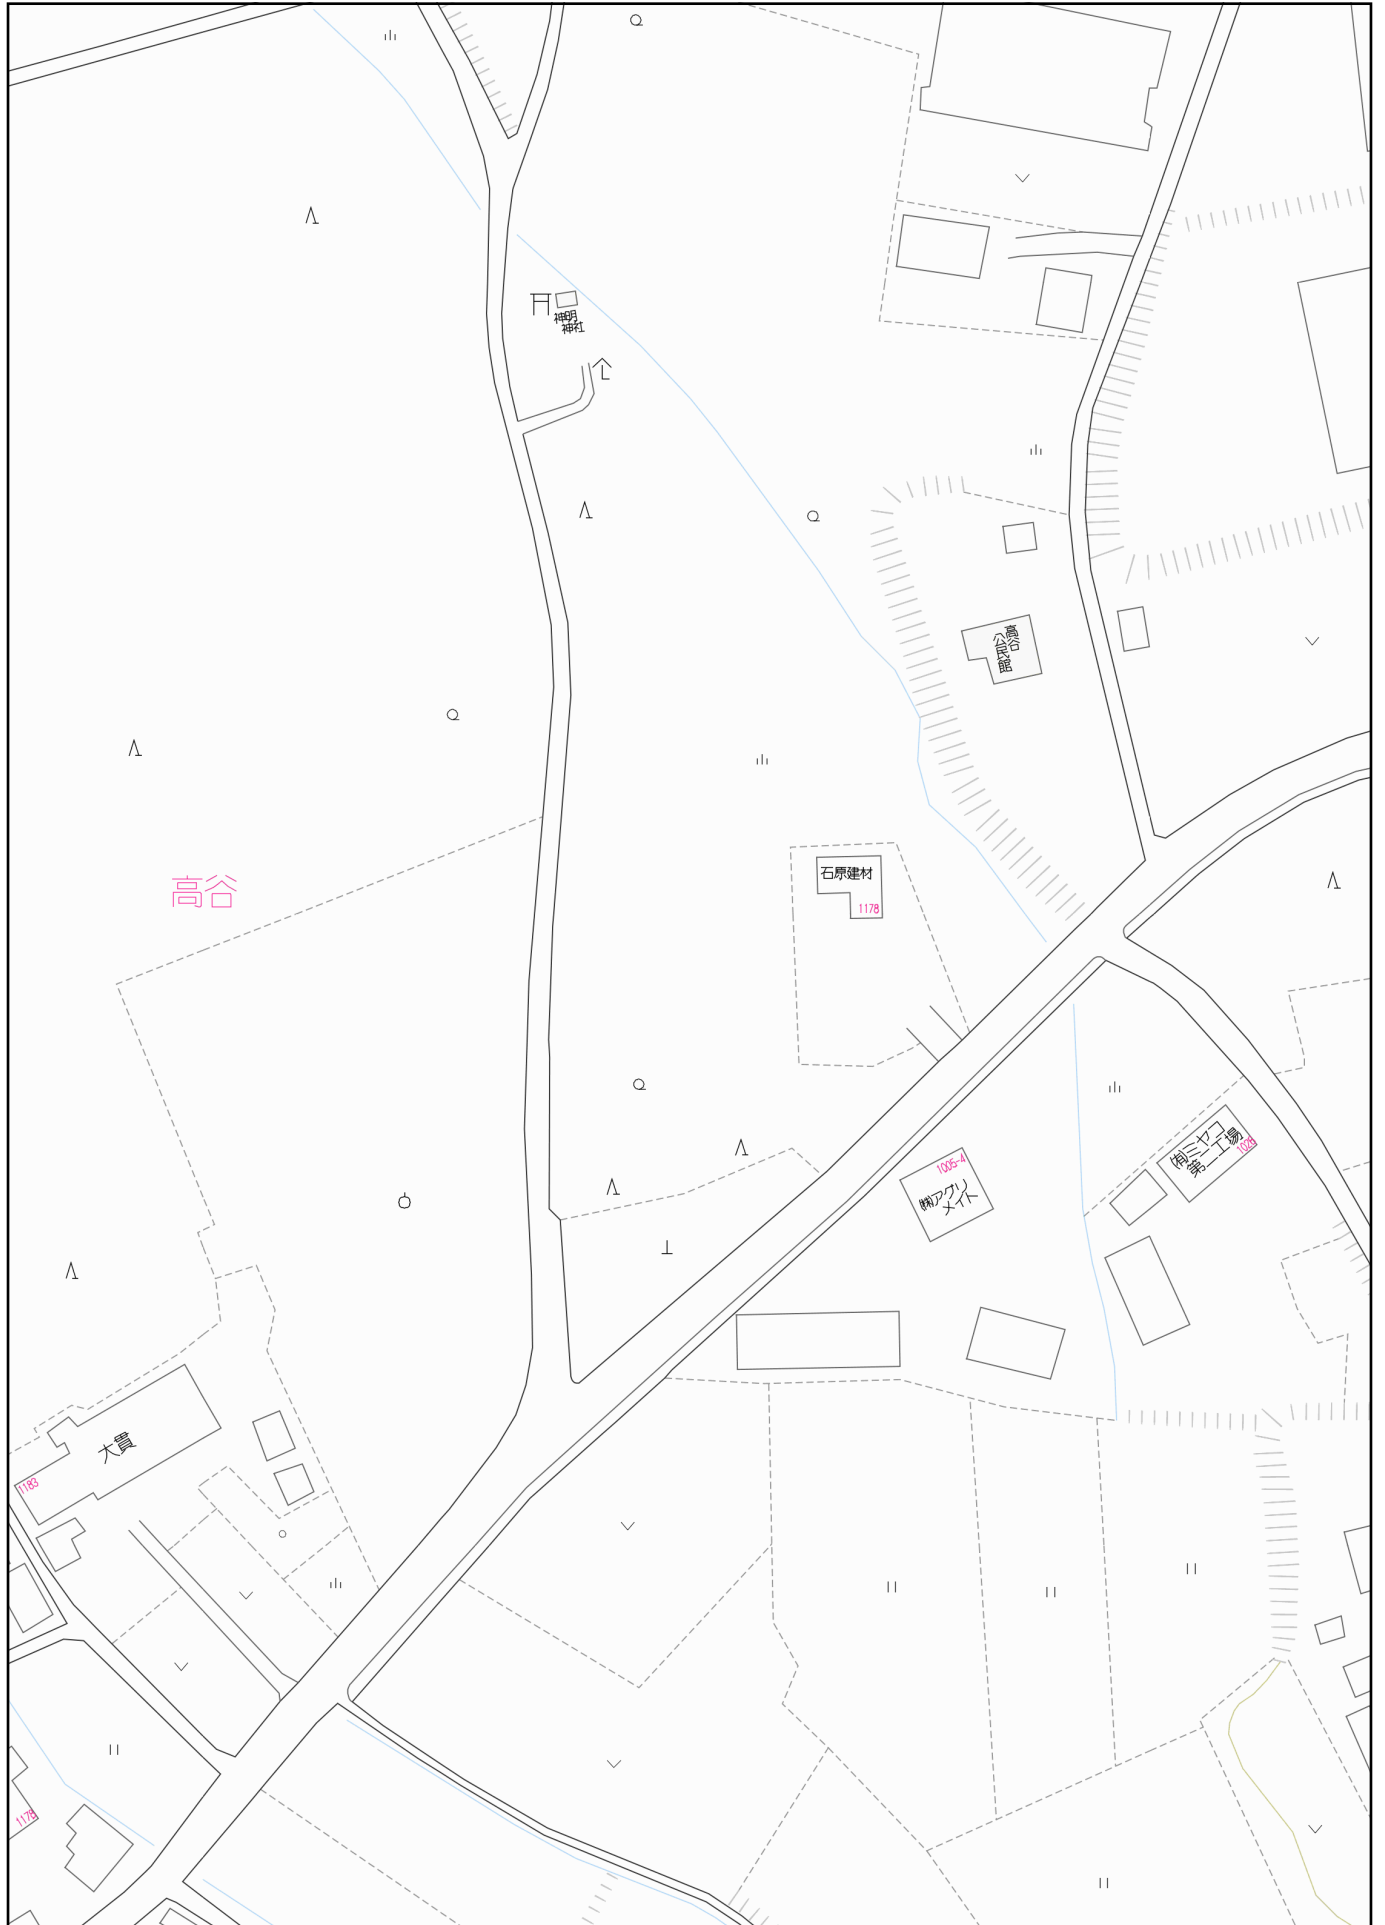 神明
神社
高谷
公民館
高谷
石原建材
1178
1005-4
㈱アグリ
メイト
㈲ミヤコ
第一工場
1028
大貫
1183
1178